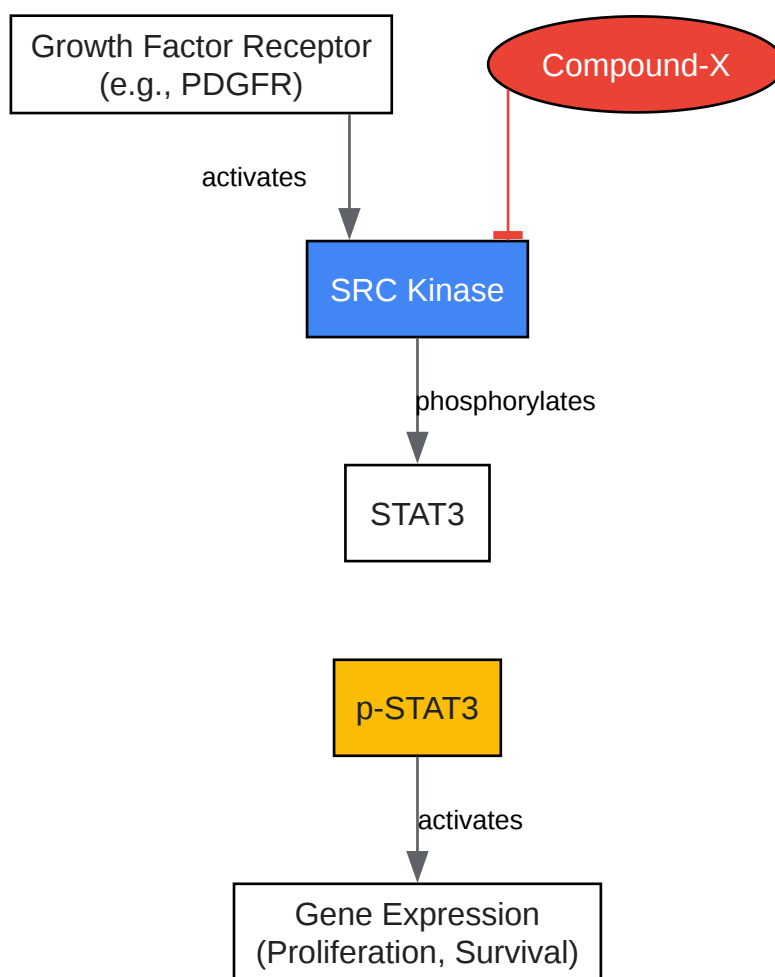 Growth Factor Receptor
(e.g., PDGFR)
Compound-X
activates
SRC Kinase
phosphorylates
STAT3
p-STAT3
activates
Gene Expression
(Proliferation, Survival)